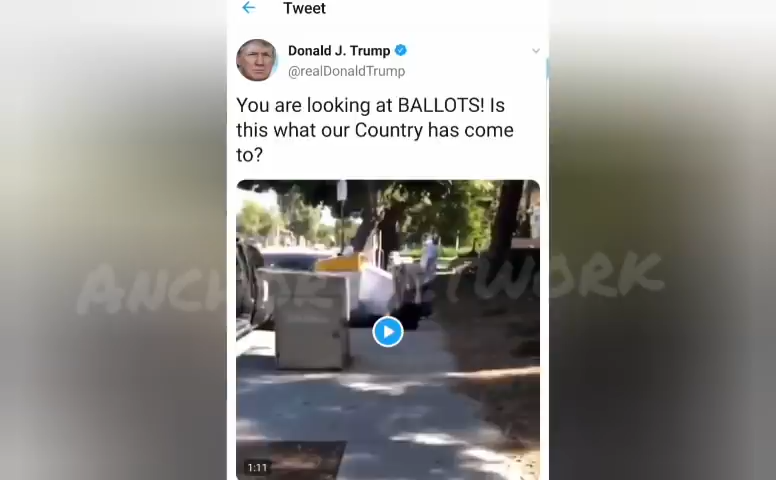 Tweet
Donald J. Trump
@realDonaldTrump
You are looking at BALLOTS! Is
this what our Country has come
to?
1:11